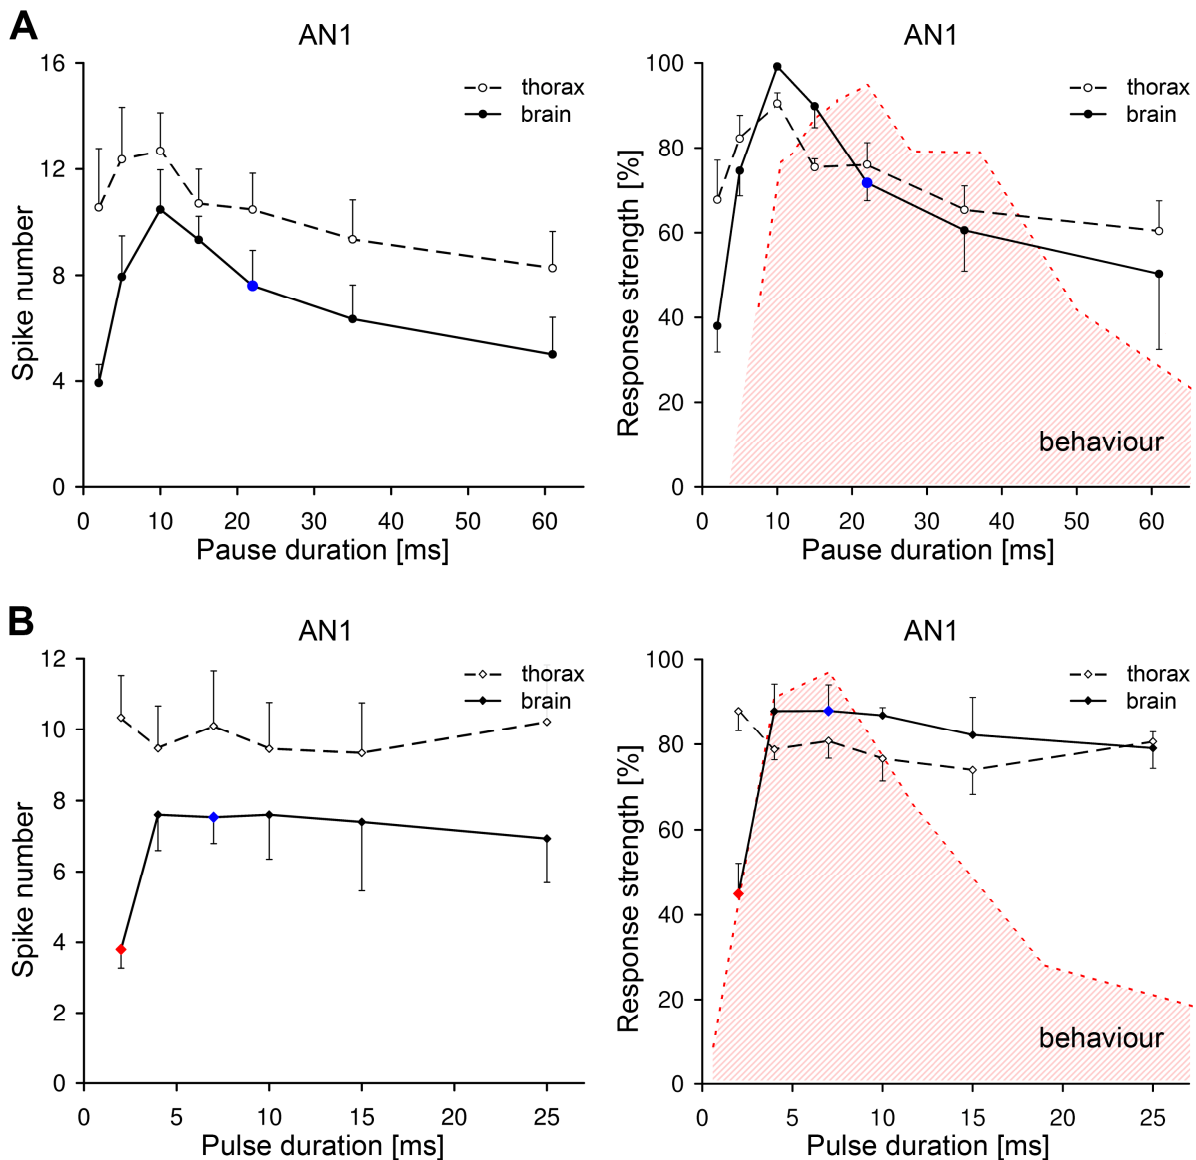 A
AN1
AN1
16
12
8
4
0
Spike number
thorax
brain
0 10 20 30 40 50 60
Pause duration [ms]
100
80
60
40
20
0
Response strength [%]
thorax
brain
behaviour
0 10 20 30 40 50 60
Pause duration [ms]
B
AN1
AN1
12
10
8
6
4
2
0
Spike number
thorax
brain
0 5 10 15 20 25
Pulse duration [ms]
100
80
60
40
20
0
Response strength [%]
thorax
brain
behaviour
0 5 10 15 20 25
Pulse duration [ms]